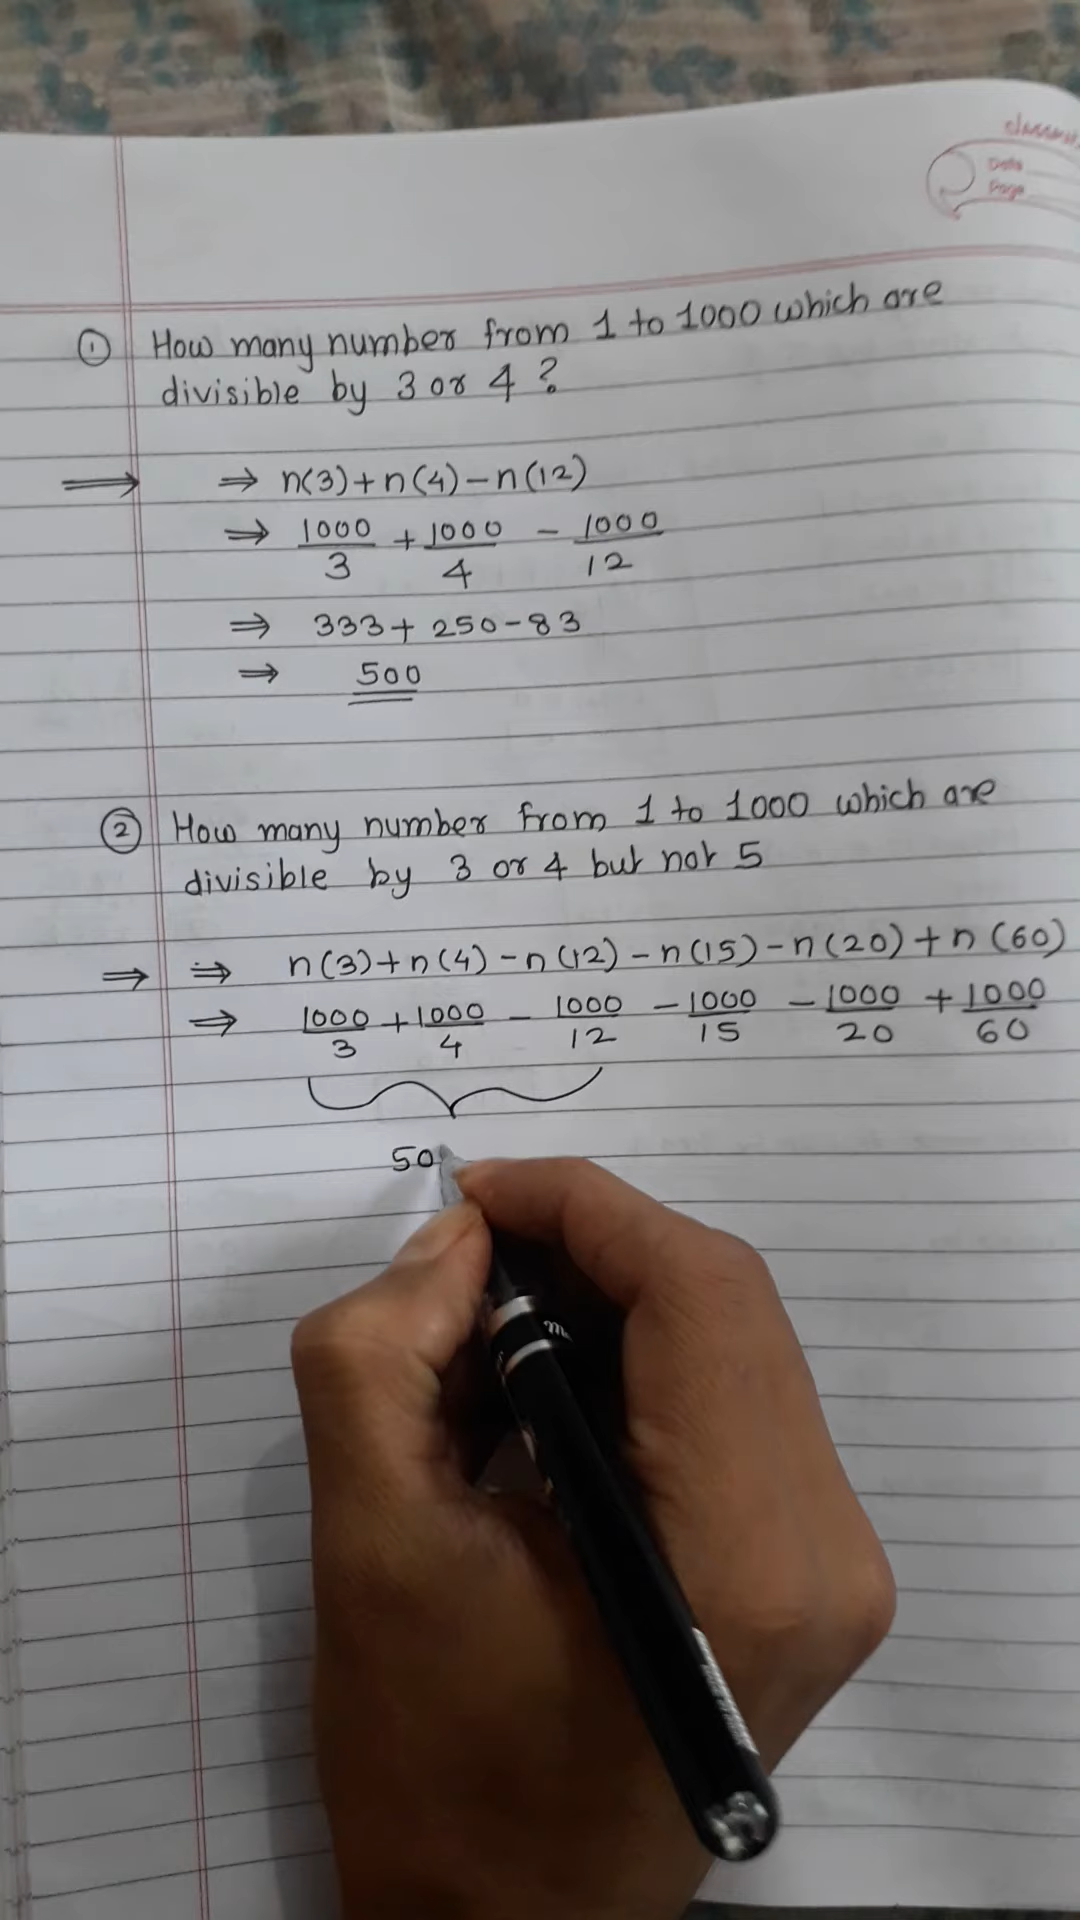 Date
Page
① How many number from 1 to 1000 which are
divisible by 3 or 4 ?
⟹ ⇒ n(3)+n(4)-n(12)
⇒ 1000/3 + 1000/4 - 1000/12
⇒ 333+ 250-83
⇒ 500
② How many number from 1 to 1000 which are
divisible by 3 or 4 but not 5
⇒ ⇒ n(3)+n(4)-n(12)-n(15)-n(20)+n(60)
⇒ 1000/3 + 1000/4 - 1000/12 - 1000/15 - 1000/20 + 1000/60
50